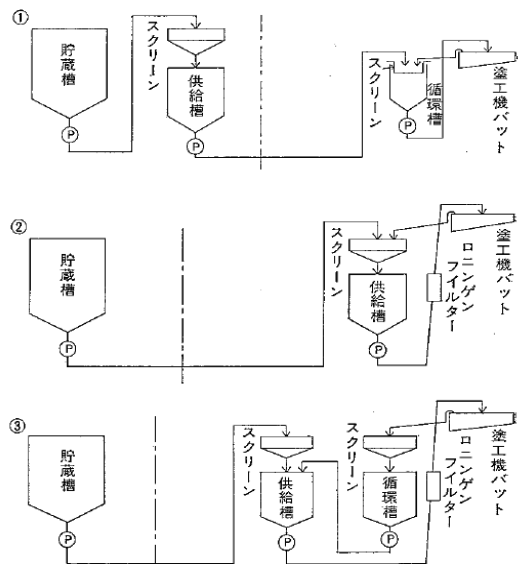 ①
貯蔵槽
P
スクリーン
供給槽
P
スクリーン
循環槽
P
塗工機バット
②
貯蔵槽
P
スクリーン
供給槽
P
ロニンゲンフイルター
塗工機バット
③
貯蔵槽
P
スクリーン
供給槽
P
スクリーン
循環槽
P
ロニンゲンフイルター
塗工機バット